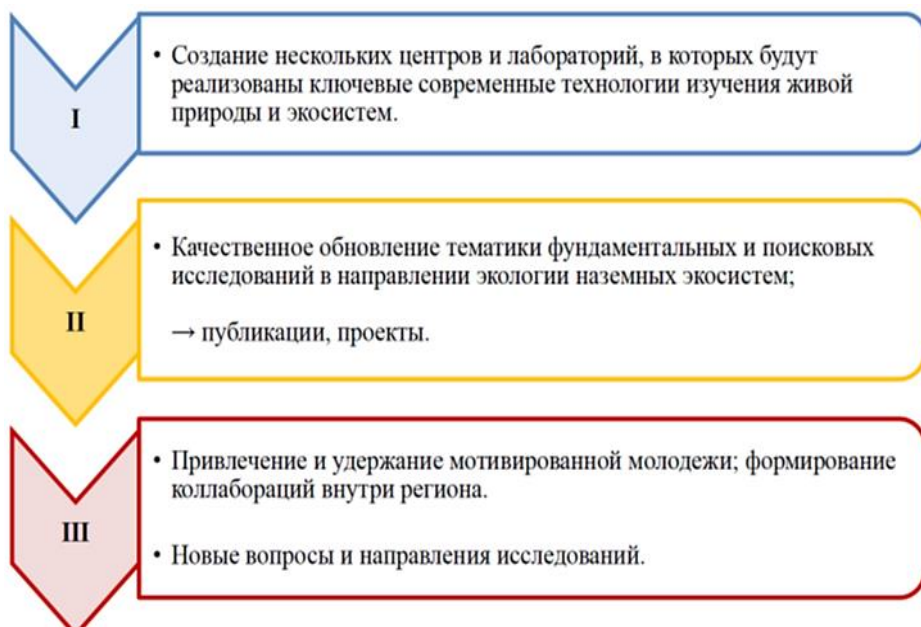 I
• Создание нескольких центров и лабораторий, в которых будут
реализованы ключевые современные технологии изучения живой
природы и экосистем.
II
• Качественное обновление тематики фундаментальных и поисковых
исследований в направлении экологии наземных экосистем;
→ публикации, проекты.
III
• Привлечение и удержание мотивированной молодежи; формирование
коллабораций внутри региона.
• Новые вопросы и направления исследований.